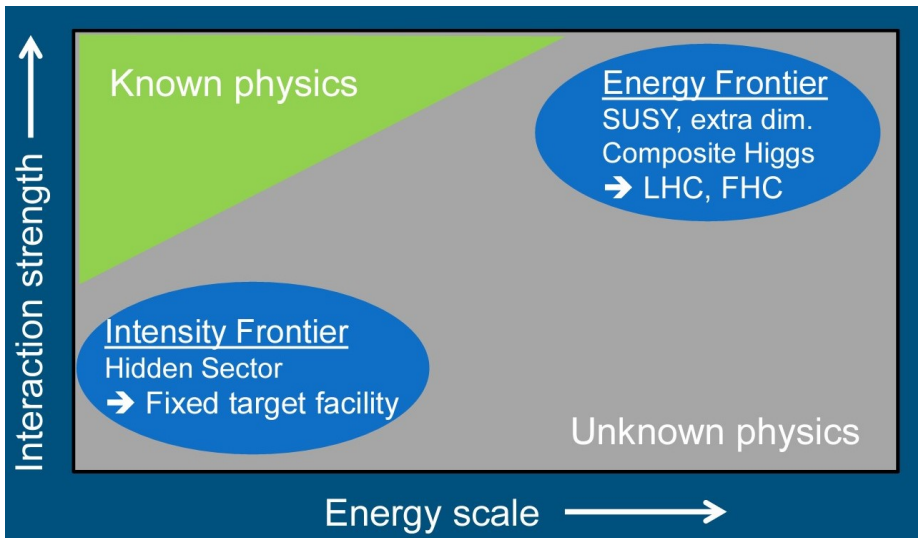 Interaction strength
Known physics
Energy Frontier
SUSY, extra dim.
Composite Higgs
➔ LHC, FHC
Intensity Frontier
Hidden Sector
➔ Fixed target facility
Unknown physics
Energy scale